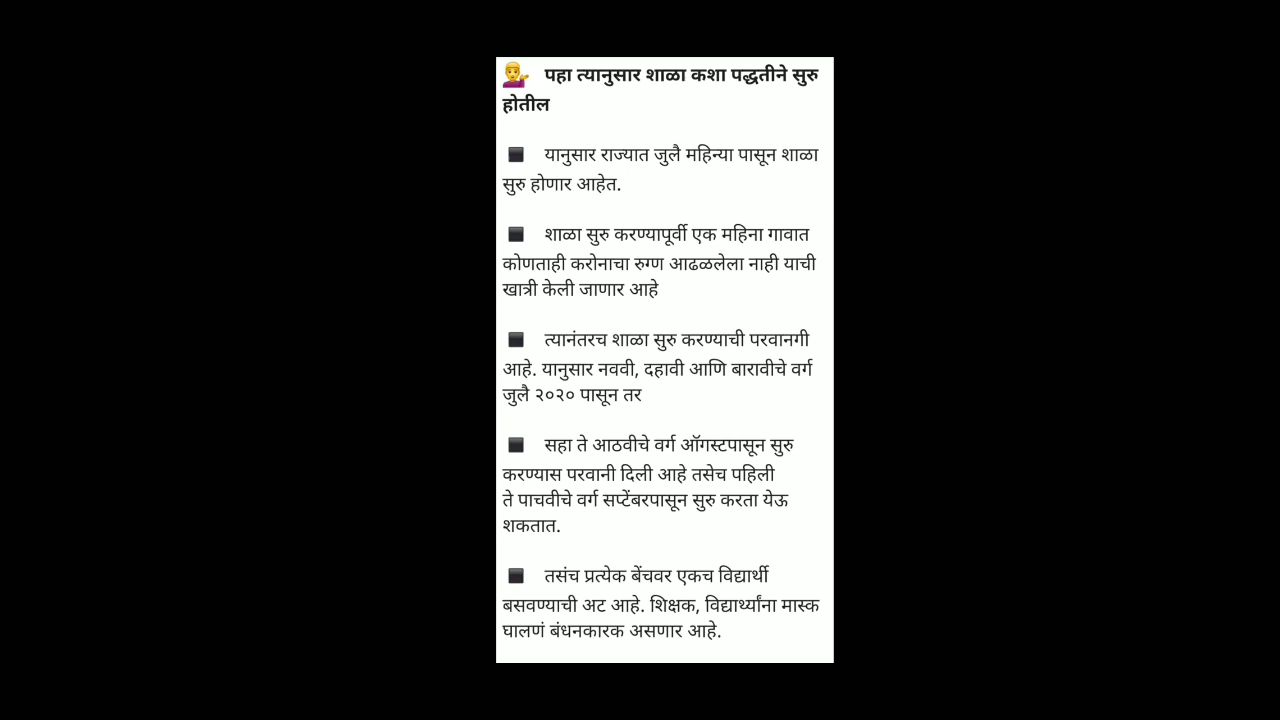 पहा त्यानुसार शाळा कशा पद्धतीने सुरु
होतील
यानुसार राज्यात जुलै महिन्या पासून शाळा
सुरु होणार आहेत.
शाळा सुरु करण्यापूर्वी एक महिना गावात
कोणताही करोनाचा रुग्ण आढळलेला नाही याची
खात्री केली जाणार आहे
त्यानंतरच शाळा सुरु करण्याची परवानगी
आहे. यानुसार नववी, दहावी आणि बारावीचे वर्ग
जुलै २०२० पासून तर
सहा ते आठवीचे वर्ग ऑगस्टपासून सुरु
करण्यास परवानी दिली आहे तसेच पहिली
ते पाचवीचे वर्ग सप्टेंबरपासून सुरु करता येऊ
शकतात.
तसंच प्रत्येक बेंचवर एकच विद्यार्थी
बसवण्याची अट आहे. शिक्षक, विद्यार्थ्यांना मास्क
घालणं बंधनकारक असणार आहे.